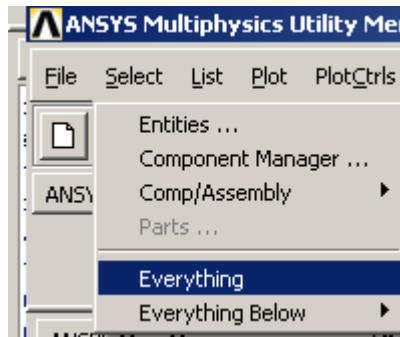 ANSYS Multiphysics Utility Me
File Select List Plot PlotCtrls
Entities ...
Component Manager ...
ANSY
Comp/Assembly
Parts ...
Everything
Everything Below